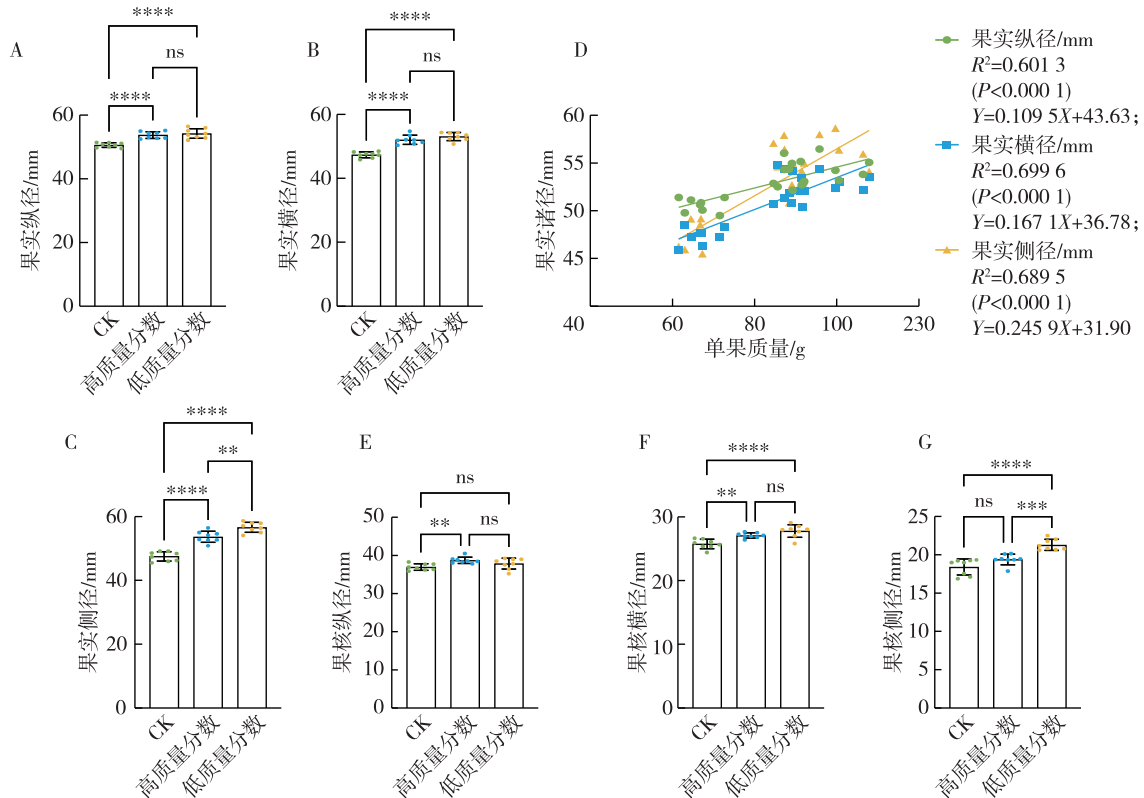 A
****
ns
****
果实纵径/mm
60
40
20
0
CK
高质量分数
低质量分数
B
****
ns
****
果实横径/mm
60
40
20
0
CK
高质量分数
低质量分数
D
果实诸径/mm
60
55
50
45
40
60
80
100
230
单果质量/g
果实纵径/mm
R²=0.601 3
(P<0.000 1)
Y=0.109 5X+43.63;
果实横径/mm
R²=0.699 6
(P<0.000 1)
Y=0.167 1X+36.78;
果实侧径/mm
R²=0.689 5
(P<0.000 1)
Y=0.245 9X+31.90
C
****
**
****
果实侧径/mm
60
40
20
0
CK
高质量分数
低质量分数
E
ns
**
ns
果核纵径/mm
50
40
30
20
10
0
CK
高质量分数
低质量分数
F
****
**
ns
果核横径/mm
30
20
10
0
CK
高质量分数
低质量分数
G
****
ns
***
果核侧径/mm
25
20
15
10
5
0
CK
高质量分数
低质量分数